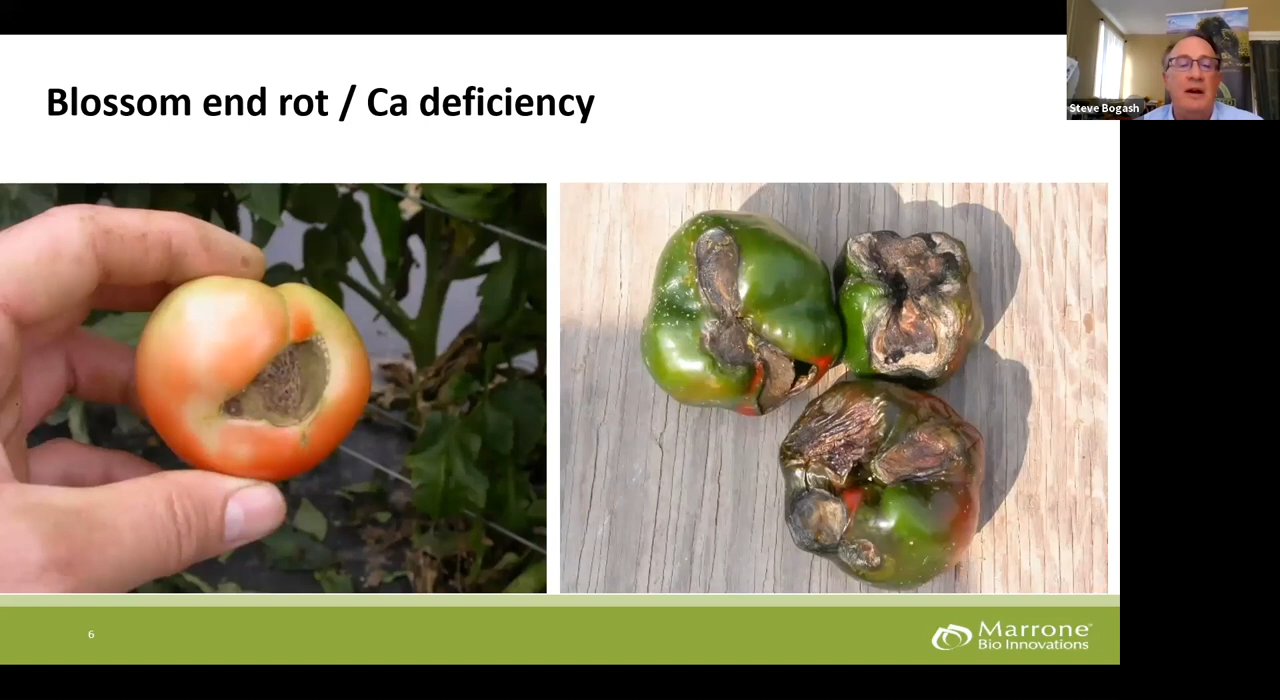 Blossom end rot / Ca deficiency
Steve Bogash
6
Marrone
Bio Innovations